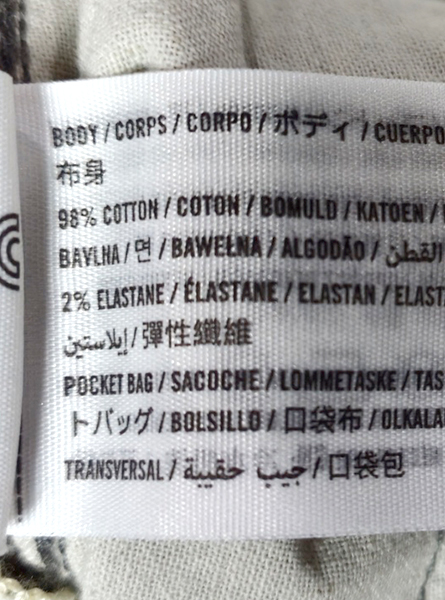 BODY / CORPS / CORPO / ボディ / CUERPO
布身
98% COTTON / COTON / BOMULD / KATOEN /
BAVLNA / 면 / BAWEŁNA / ALGODÃO / القطن
2% ELASTANE / ÉLASTANE / ELASTAN / ELAST
إيلاستين / 彈性纖維
POCKET BAG / SACOCHE / LOMMETASKE / TAS
トバッグ / BOLSILLO / 口袋布 / OLKALA
TRANSVERSAL / جيب حقيبة / 口袋包